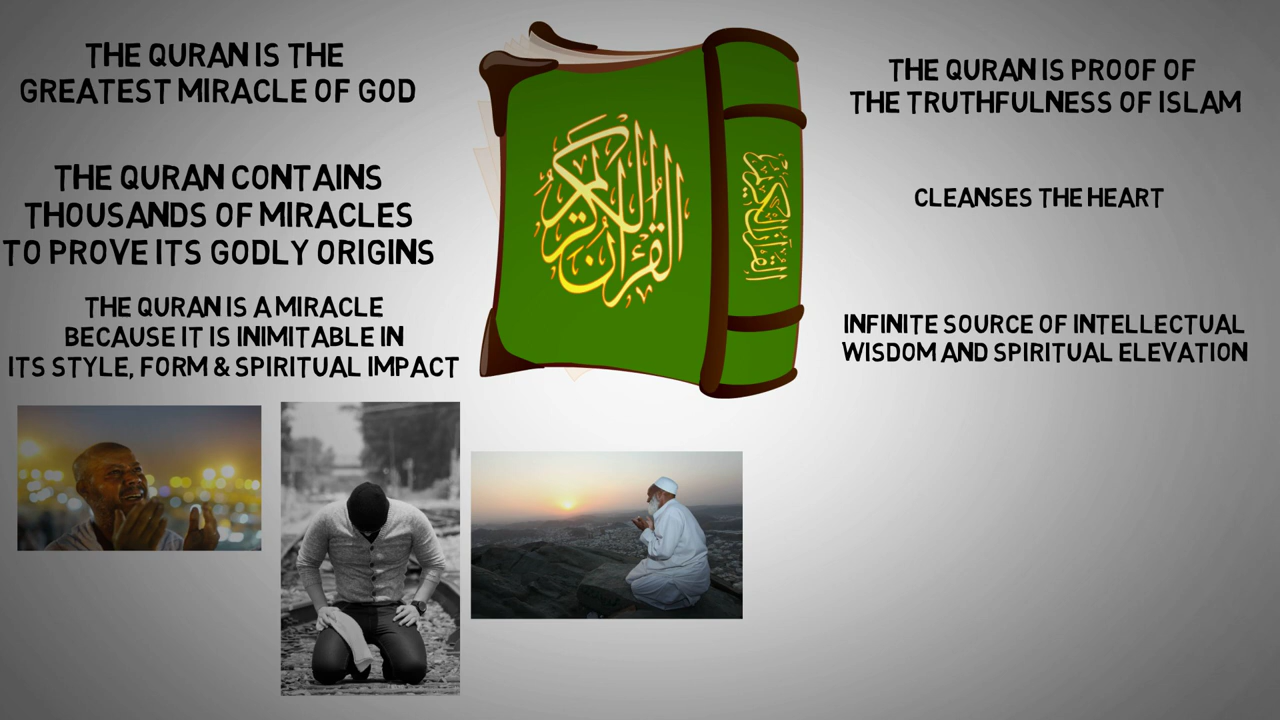 THE QURAN IS THE
GREATEST MIRACLE OF GOD
THE QURAN CONTAINS
THOUSANDS OF MIRACLES
TO PROVE ITS GODLY ORIGINS
THE QURAN IS A MIRACLE
BECAUSE IT IS INIMITABLE IN
ITS STYLE, FORM & SPIRITUAL IMPACT
القرآن الكريم
القرآن الكريم
THE QURAN IS PROOF OF
THE TRUTHFULNESS OF ISLAM
CLEANSES THE HEART
INFINITE SOURCE OF INTELLECTUAL
WISDOM AND SPIRITUAL ELEVATION